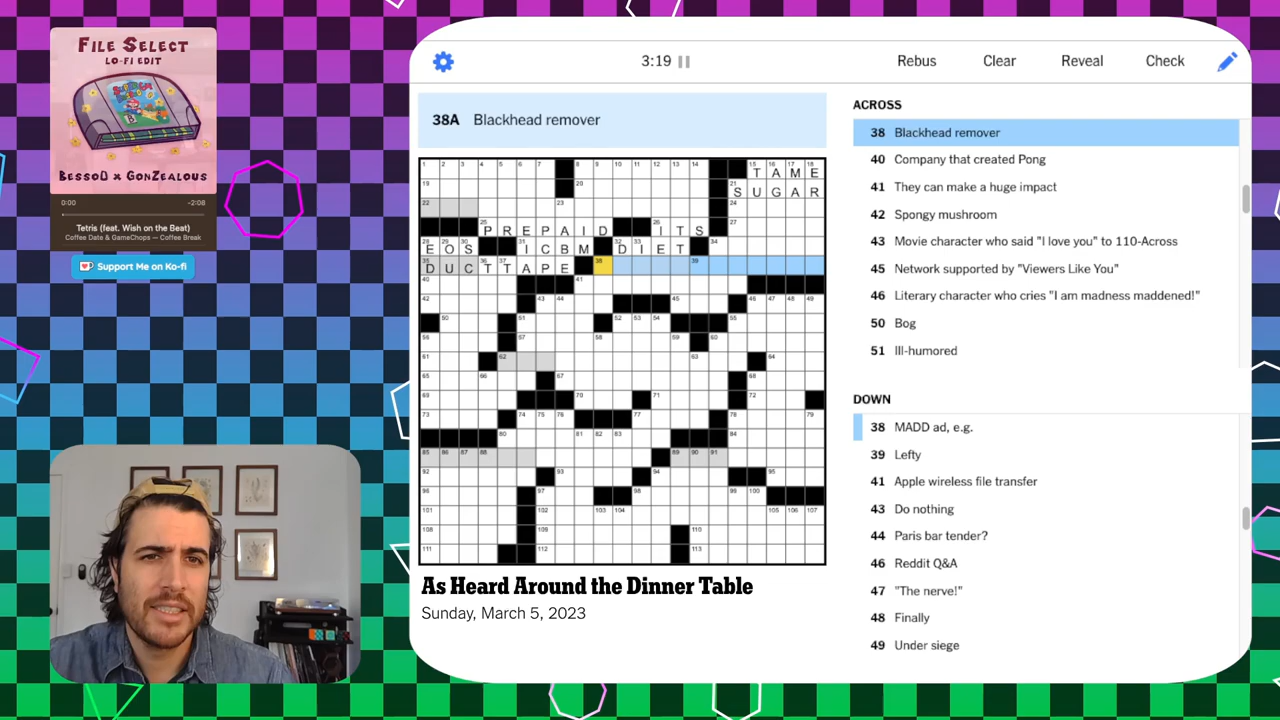 FILE SELECT
LO-FI EDIT
BESSOD X GONZEALOUS
0:00
-2:08
Tetris (feat. Wish on the Beat)
Coffee Date & GameChops — Coffee Break
Support Me on Ko-fi
3:19
Rebus
Clear
Reveal
Check
38A Blackhead remover
TAME
SUGAR
PREPAID ITS
EOS ICBM DIET
DUCTTAPE
As Heard Around the Dinner Table
Sunday, March 5, 2023
ACROSS
38 Blackhead remover
40 Company that created Pong
41 They can make a huge impact
42 Spongy mushroom
43 Movie character who said "I love you" to 110-Across
45 Network supported by "Viewers Like You"
46 Literary character who cries "I am madness maddened!"
50 Bog
51 Ill-humored
DOWN
38 MADD ad, e.g.
39 Lefty
41 Apple wireless file transfer
43 Do nothing
44 Paris bar tender?
46 Reddit Q&A
47 "The nerve!"
48 Finally
49 Under siege